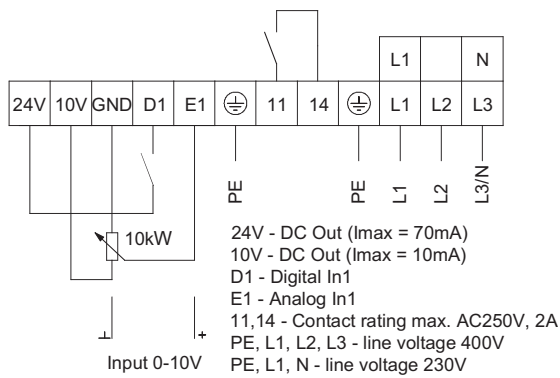 L1 N
24V 10V GND D1 E1 11 14 L1 L2 L3
PE PE L1 L2 L3/N
10kW
24V - DC Out (Imax = 70mA)
10V - DC Out (Imax = 10mA)
D1 - Digital In1
E1 - Analog In1
11,14 - Contact rating max. AC250V, 2A
PE, L1, L2, L3 - line voltage 400V
PE, L1, N - line voltage 230V
⊥ +
Input 0-10V